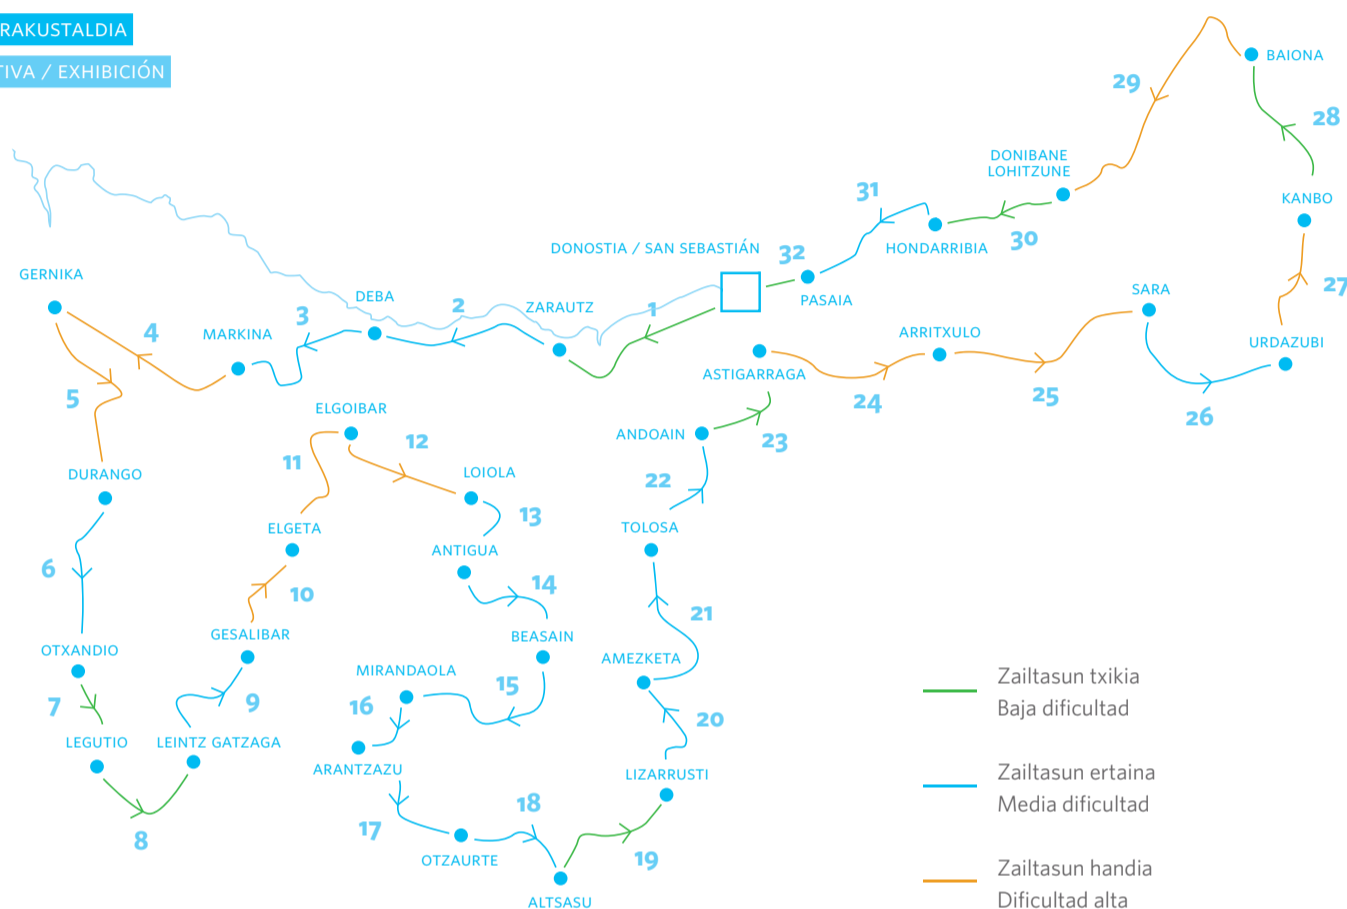 RAKUSTALDIA
TIVA / EXHIBICIÓN
BAIONA
29
28
DONIBANE
LOHITZUNE
31
KANBO
30
HONDARRIBIA
DONOSTIA / SAN SEBASTIÁN
32
PASAIA
GERNIKA
27
SARA
DEBA
2
ZARAUTZ
1
3
MARKINA
4
ARRITXULO
URDAZUBI
ASTIGARRAGA
24
25
26
5
ELGOIBAR
12
ANDOAIN
23
11
DURANGO
LOIOLA
22
13
ELGETA
TOLOSA
ANTIGUA
6
14
10
21
GESALIBAR
BEASAIN
OTXANDIO
MIRANDAOLA
AMEZKETA
15
7
9
16
20
LEGUTIO
LEINTZ GATZAGA
ARANTZAZU
LIZARRUSTI
8
17
18
OTZAURTE
19
ALTSASU
Zailtasun txikia
Baja dificultad
Zailtasun ertaina
Media dificultad
Zailtasun handia
Dificultad alta